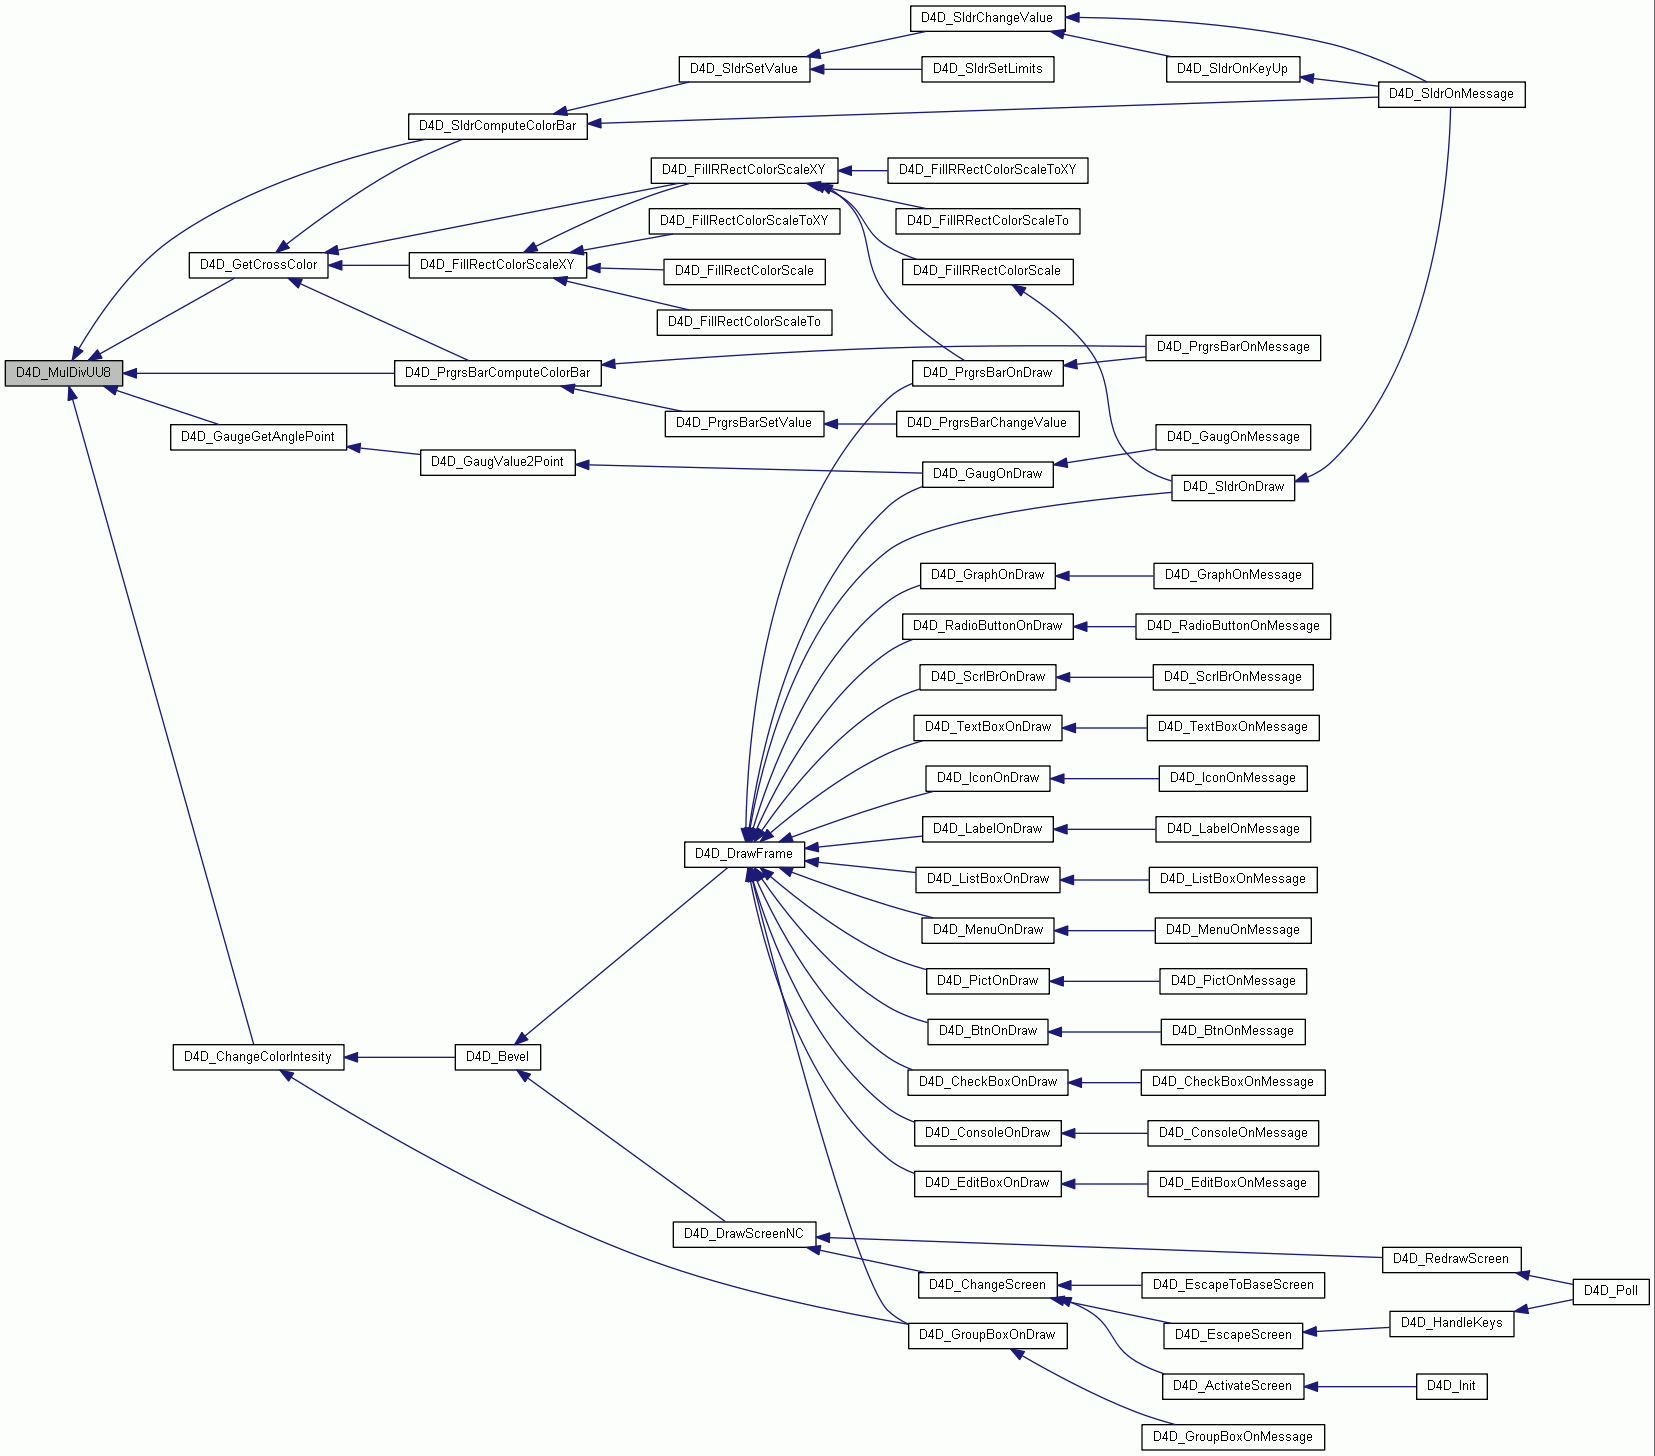 D4D_SldrChangeValue
D4D_SldrSetValue
D4D_SldrSetLimits
D4D_SldrOnKeyUp
D4D_SldrOnMessage
D4D_SldrComputeColorBar
D4D_FillRRectColorScaleXY
D4D_FillRRectColorScaleToXY
D4D_FillRectColorScaleToXY
D4D_FillRRectColorScaleTo
D4D_GetCrossColor
D4D_FillRectColorScaleXY
D4D_FillRectColorScale
D4D_FillRRectColorScale
D4D_FillRectColorScaleTo
D4D_PrgrsBarOnMessage
D4D_MulDivUU8
D4D_PrgrsBarComputeColorBar
D4D_PrgrsBarOnDraw
D4D_PrgrsBarSetValue
D4D_PrgrsBarChangeValue
D4D_GaugeGetAnglePoint
D4D_GaugOnMessage
D4D_GaugValue2Point
D4D_GaugOnDraw
D4D_SldrOnDraw
D4D_GraphOnDraw
D4D_GraphOnMessage
D4D_RadioButtonOnDraw
D4D_RadioButtonOnMessage
D4D_ScrlBrOnDraw
D4D_ScrlBrOnMessage
D4D_TextBoxOnDraw
D4D_TextBoxOnMessage
D4D_IconOnDraw
D4D_IconOnMessage
D4D_LabelOnDraw
D4D_LabelOnMessage
D4D_DrawFrame
D4D_ListBoxOnDraw
D4D_ListBoxOnMessage
D4D_MenuOnDraw
D4D_MenuOnMessage
D4D_PictOnDraw
D4D_PictOnMessage
D4D_BtnOnDraw
D4D_BtnOnMessage
D4D_ChangeColorIntesity
D4D_Bevel
D4D_CheckBoxOnDraw
D4D_CheckBoxOnMessage
D4D_ConsoleOnDraw
D4D_ConsoleOnMessage
D4D_EditBoxOnDraw
D4D_EditBoxOnMessage
D4D_DrawScreenNC
D4D_RedrawScreen
D4D_ChangeScreen
D4D_EscapeToBaseScreen
D4D_Poll
D4D_HandleKeys
D4D_GroupBoxOnDraw
D4D_EscapeScreen
D4D_ActivateScreen
D4D_Init
D4D_GroupBoxOnMessage